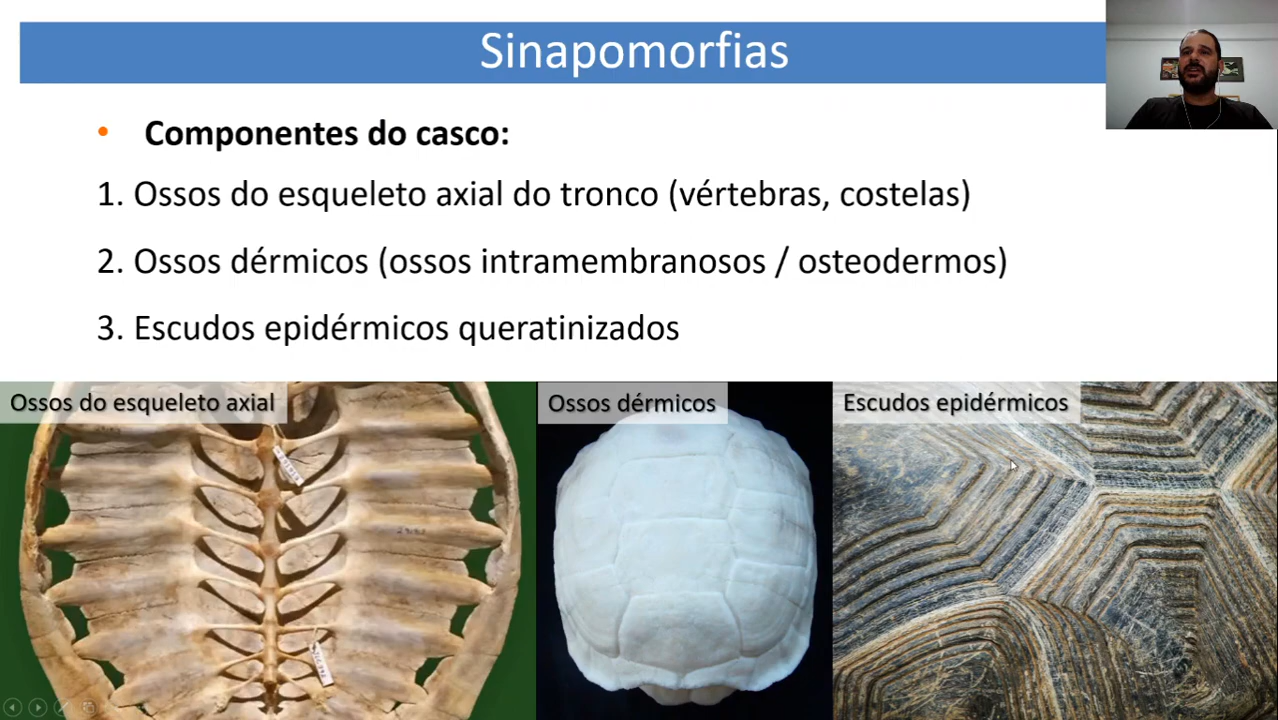 Sinapomorfias
• Componentes do casco:
1. Ossos do esqueleto axial do tronco (vértebras, costelas)
2. Ossos dérmicos (ossos intramembranosos / osteodermos)
3. Escudos epidérmicos queratinizados
Ossos do esqueleto axial
Ossos dérmicos
Escudos epidérmicos